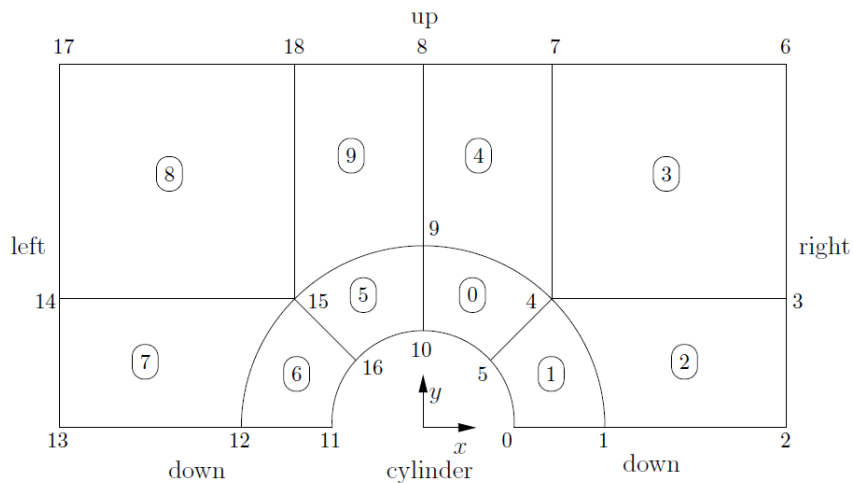 up
17 18 8 7 6
9 4
8 3
9
left right
14 15 5 0 4 3
10
7 6 16 5 1 2
y
13 12 11 x 0 1 2
down cylinder down